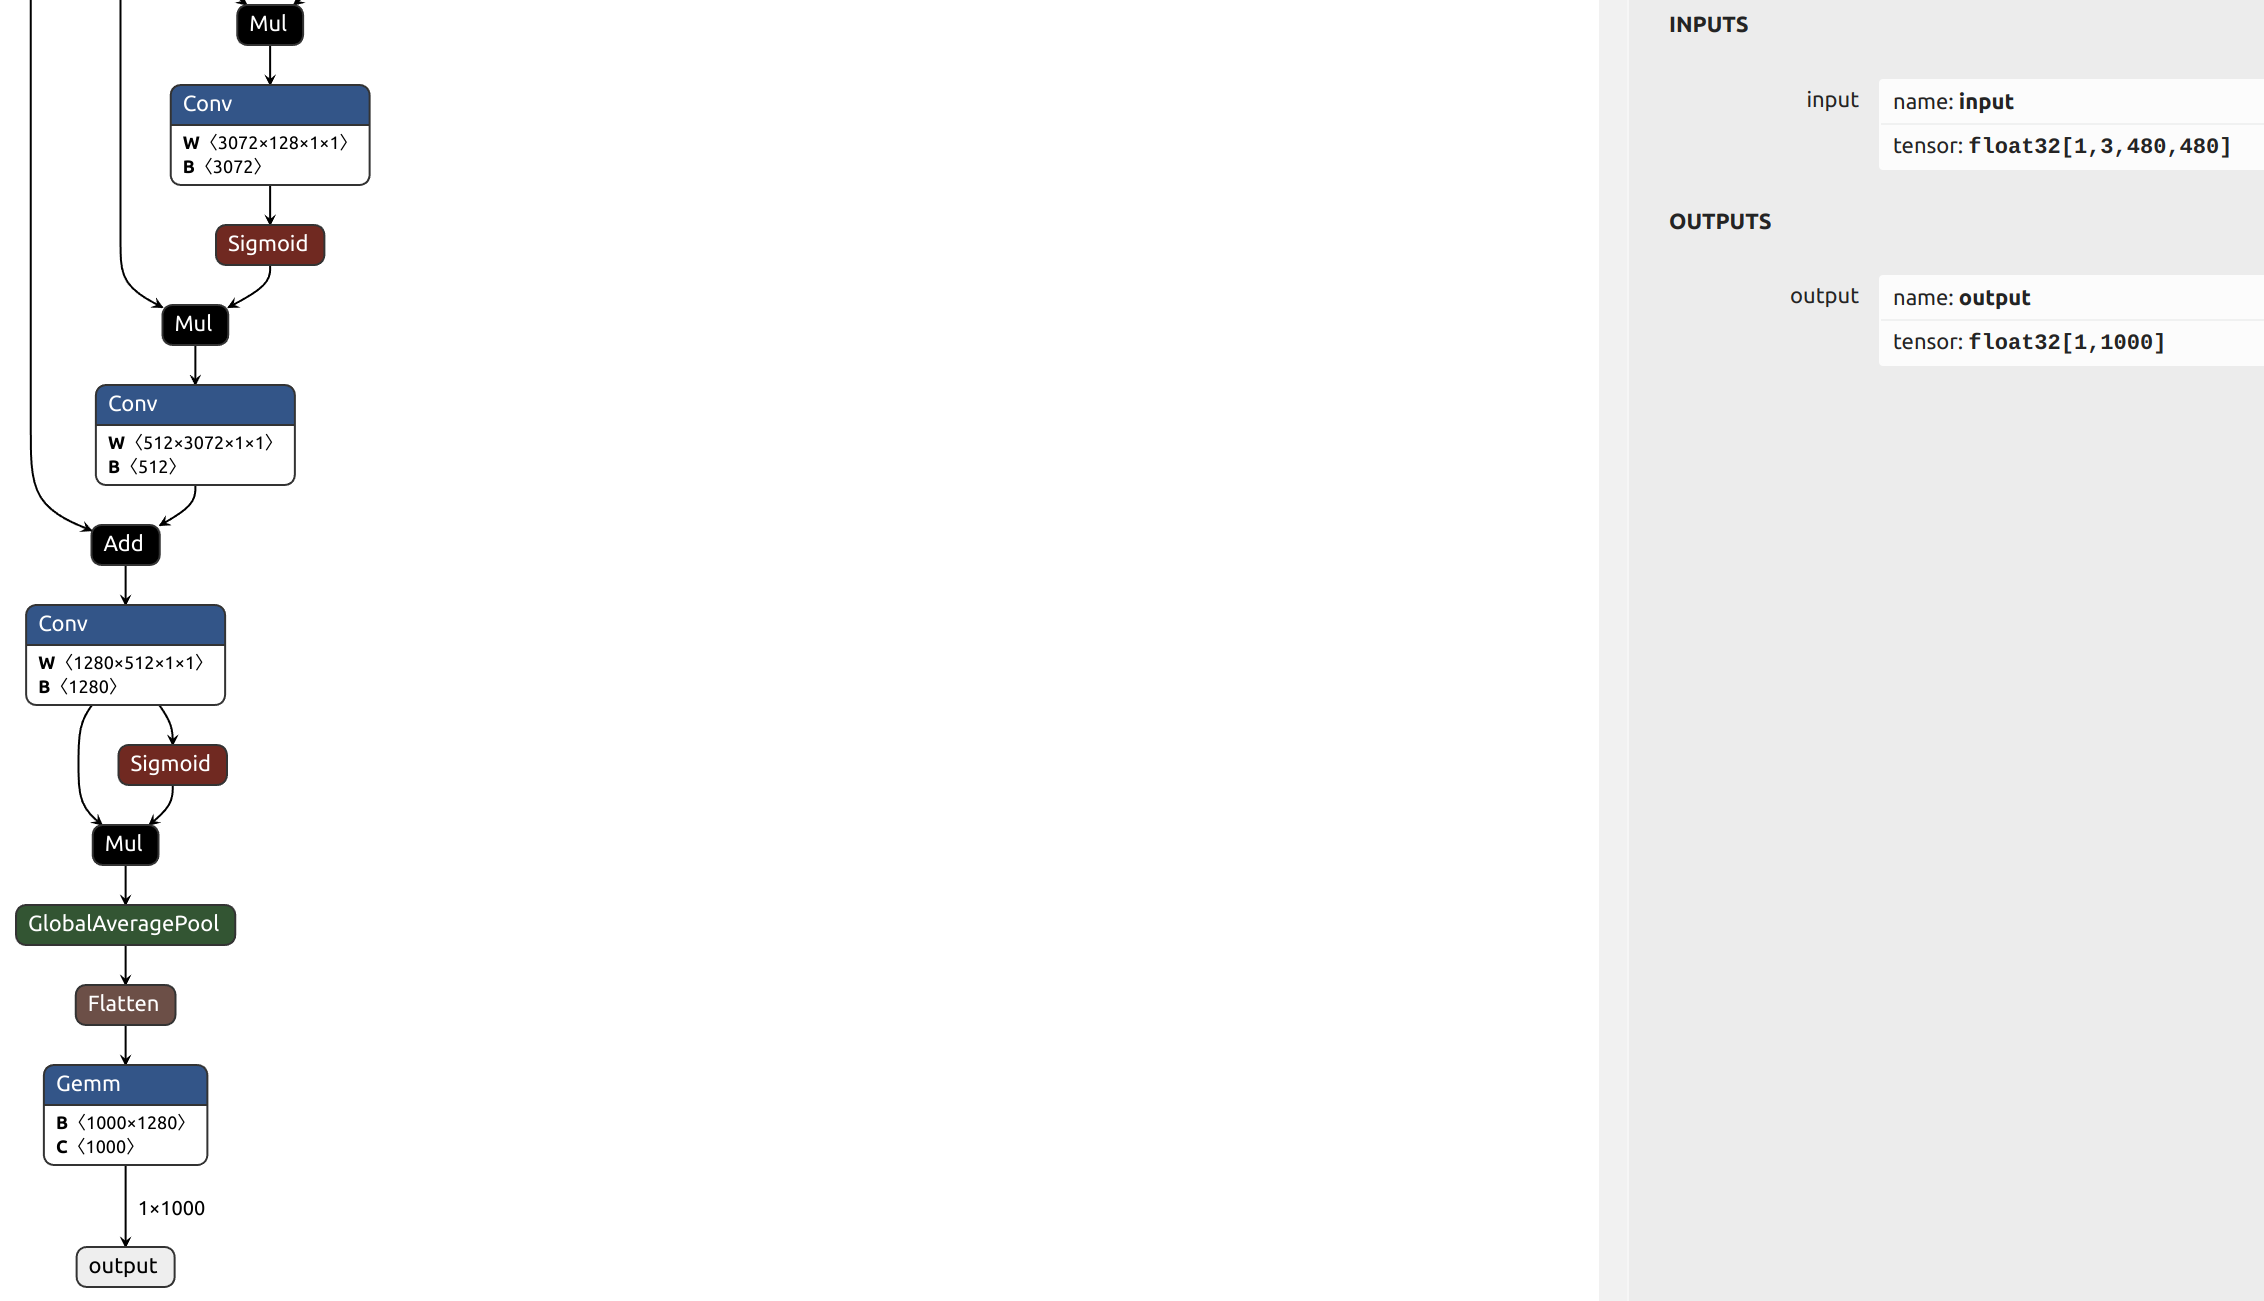 Mul
Conv
W 〈3072×128×1×1〉
B 〈3072〉
Sigmoid
Mul
Conv
W 〈512×3072×1×1〉
B 〈512〉
Add
Conv
W 〈1280×512×1×1〉
B 〈1280〉
Sigmoid
Mul
GlobalAveragePool
Flatten
Gemm
B 〈1000×1280〉
C 〈1000〉
1×1000
output
INPUTS
input
name: input
tensor: float32[1,3,480,480]
OUTPUTS
output
name: output
tensor: float32[1,1000]